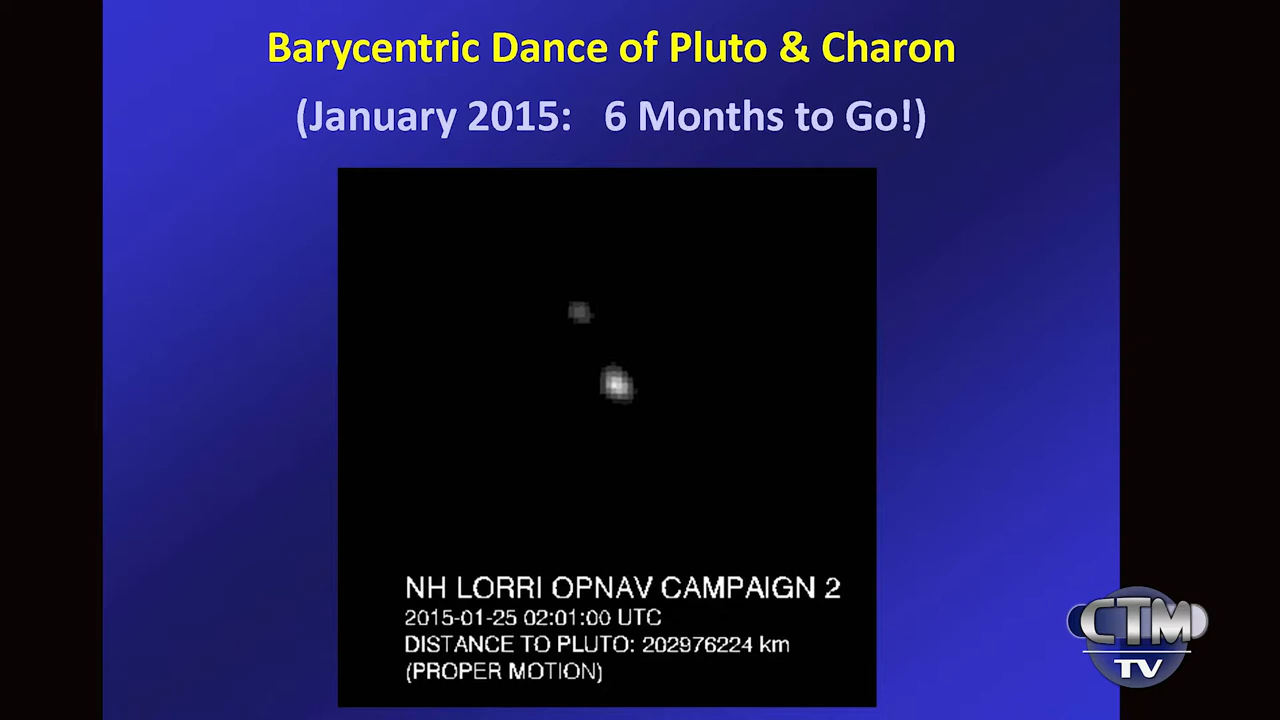 Barycentric Dance of Pluto & Charon
(January 2015: 6 Months to Go!)
NH LORRI OPNAV CAMPAIGN 2
2015-01-25 02:01:00 UTC
DISTANCE TO PLUTO: 202976224 km
(PROPER MOTION)
CTM
TV